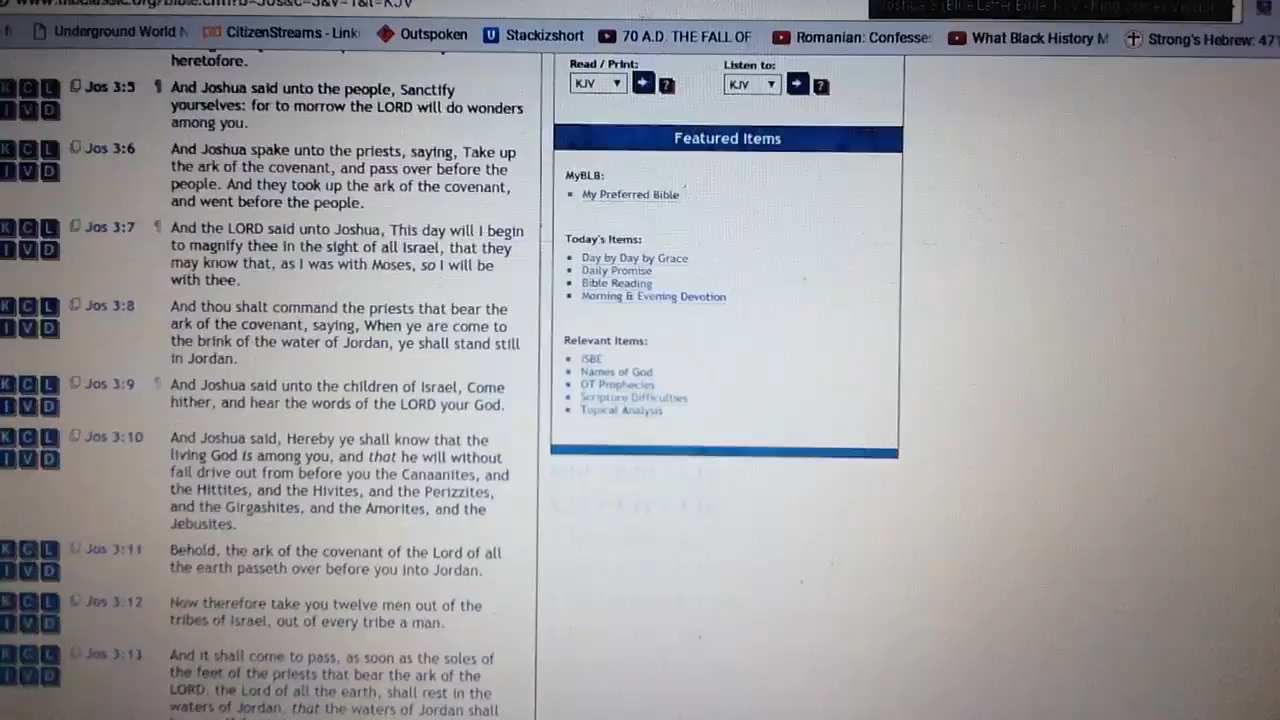 Joshua 3 (Blue Letter Bible: KJV - King James Version)
Underground World N
CitizenStreams - Link
Outspoken
Stackizshort
70 A.D. THE FALL OF
Romanian: Confesse
What Black History M
Strong's Hebrew: 471
heretofore.
K C L
I V D
Jos 3:5 ¶ And Joshua said unto the people, Sanctify
yourselves: for to morrow the LORD will do wonders
among you.
K C L
I V D
Jos 3:6 And Joshua spake unto the priests, saying, Take up
the ark of the covenant, and pass over before the
people. And they took up the ark of the covenant,
and went before the people.
K C L
I V D
Jos 3:7 ¶ And the LORD said unto Joshua, This day will I begin
to magnify thee in the sight of all Israel, that they
may know that, as I was with Moses, so I will be
with thee.
K C L
I V D
Jos 3:8 And thou shalt command the priests that bear the
ark of the covenant, saying, When ye are come to
the brink of the water of Jordan, ye shall stand still
in Jordan.
K C L
I V D
Jos 3:9 ¶ And Joshua said unto the children of Israel, Come
hither, and hear the words of the LORD your God.
K C L
I V D
Jos 3:10 And Joshua said, Hereby ye shall know that the
living God is among you, and that he will without
fail drive out from before you the Canaanites, and
the Hittites, and the Hivites, and the Perizzites,
and the Girgashites, and the Amorites, and the
Jebusites.
K C L
I V D
Jos 3:11 Behold, the ark of the covenant of the Lord of all
the earth passeth over before you into Jordan.
K C L
I V D
Jos 3:12 Now therefore take you twelve men out of the
tribes of Israel, out of every tribe a man.
K C L
I V D
Jos 3:13 And it shall come to pass, as soon as the soles of
the feet of the priests that bear the ark of the
LORD, the Lord of all the earth, shall rest in the
waters of Jordan, that the waters of Jordan shall
Read / Print:
KJV
?
Listen to:
KJV
?
Featured Items
MyBLB:
My Preferred Bible
Today's Items:
Day by Day by Grace
Daily Promise
Bible Reading
Morning & Evening Devotion
Relevant Items:
ISBE
Names of God
OT Prophecies
Scripture Difficulties
Topical Analysis